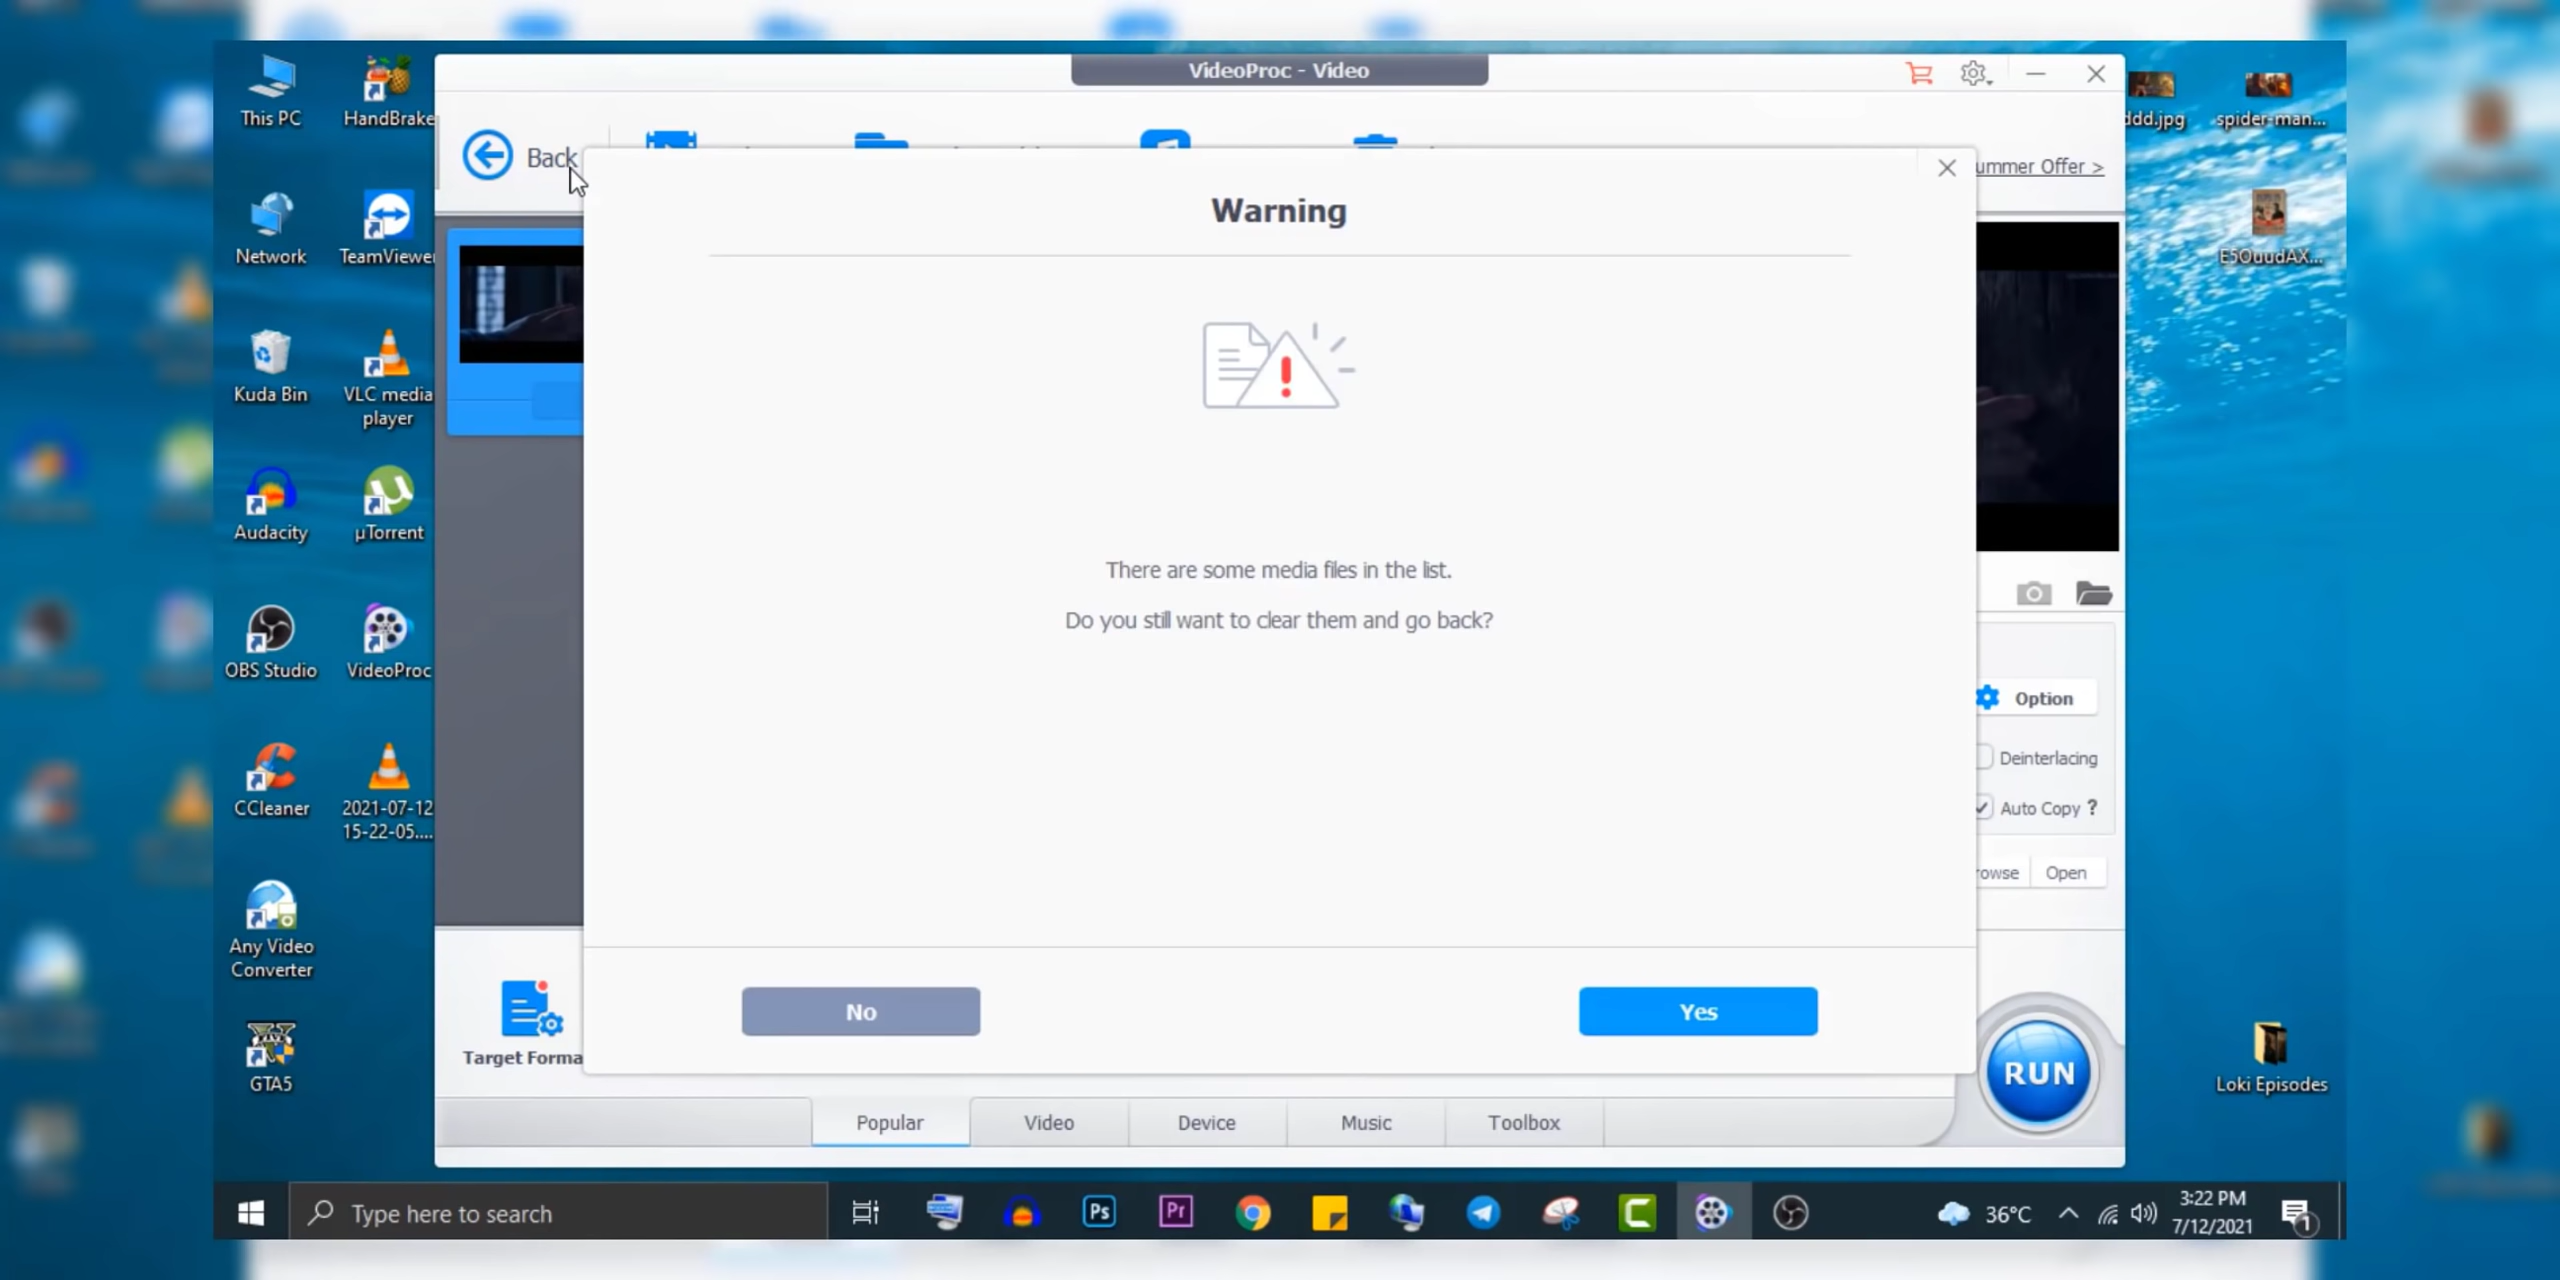 VideoProc - Video
This PC
HandBrake
ddd.jpg
spider-man...
Back
ummer Offer >
Warning
Network
TeamViewer
E5OuudAX...
Kuda Bin
VLC media
player
There are some media files in the list.
Do you still want to clear them and go back?
Audacity
µTorrent
OBS Studio
VideoProc
Option
Deinterlacing
CCleaner
2021-07-12
15-22-05....
Auto Copy ?
rowse
Open
Any Video
Converter
No
Yes
Target Forma
RUN
GTA5
Loki Episodes
Popular
Video
Device
Music
Toolbox
Type here to search
Ps
Pr
36°C
3:22 PM
7/12/2021
1